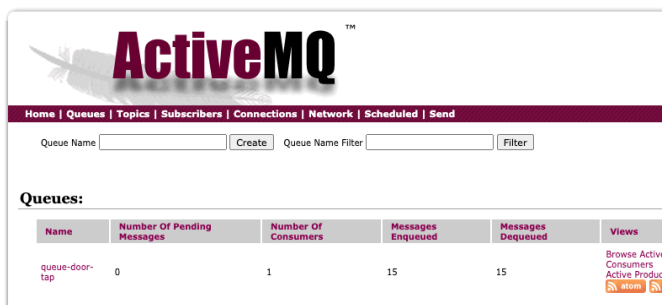 ActiveMQ™
Home | Queues | Topics | Subscribers | Connections | Network | Scheduled | Send
Queue Name Create Queue Name Filter Filter
Queues:
Name Number Of Pending Messages Number Of Consumers Messages Enqueued Messages Dequeued Views
queue-door-tap 0 1 15 15 Browse Active Consumers
Active Produc
atom